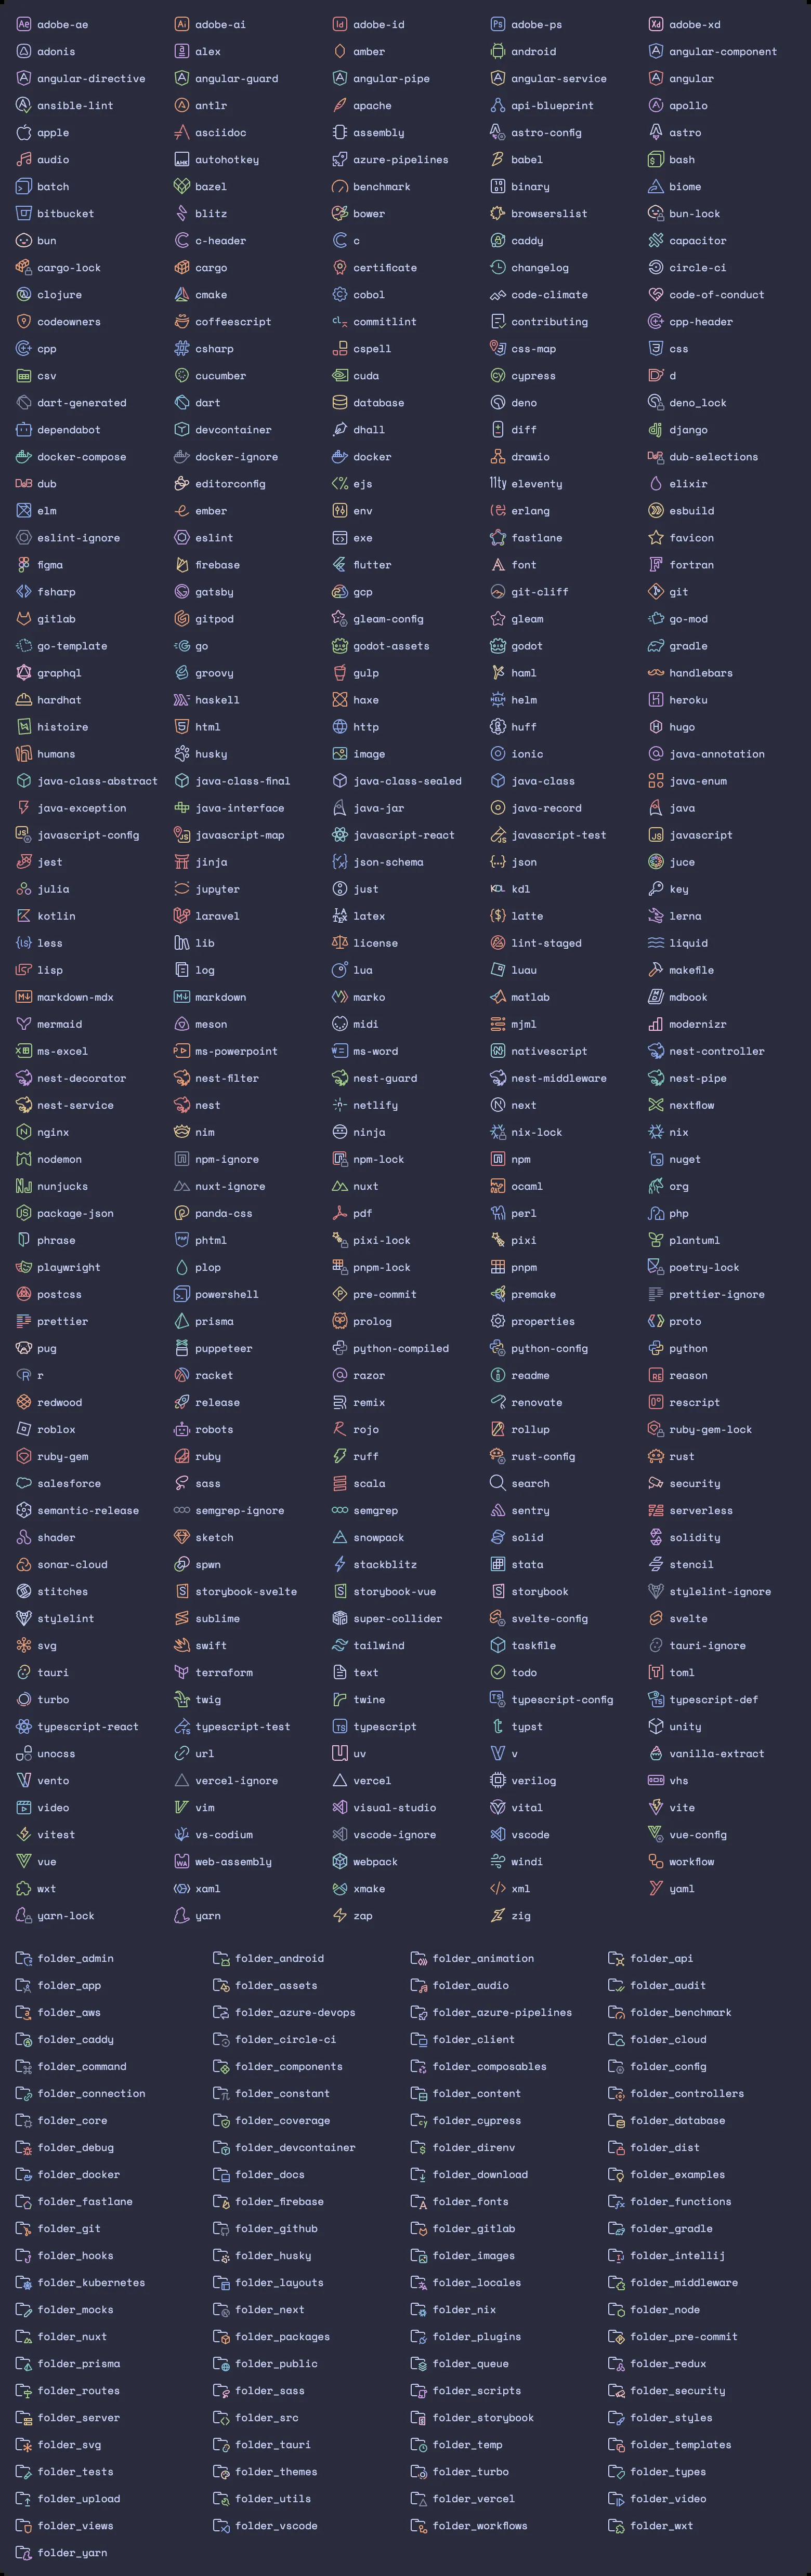 adobe-ae adobe-ai adobe-id adobe-ps adobe-xd
adonis alex amber android angular-component
angular-directive angular-guard angular-pipe angular-service angular
ansible-lint antlr apache api-blueprint apollo
apple asciidoc assembly astro-config astro
audio autohotkey azure-pipelines babel bash
batch bazel benchmark binary biome
bitbucket blitz bower browserslist bun-lock
bun c-header c caddy capacitor
cargo-lock cargo certificate changelog circle-ci
clojure cmake cobol code-climate code-of-conduct
codeowners coffeescript commitlint contributing cpp-header
cpp csharp cspell css-map css
csv cucumber cuda cypress d
dart-generated dart database deno deno_lock
dependabot devcontainer dhall diff django
docker-compose docker-ignore docker drawio dub-selections
dub editorconfig ejs eleventy elixir
elm ember env erlang esbuild
eslint-ignore eslint exe fastlane favicon
figma firebase flutter font fortran
fsharp gatsby gcp git-cliff git
gitlab gitpod gleam-config gleam go-mod
go-template go godot-assets godot gradle
graphql groovy gulp haml handlebars
hardhat haskell haxe helm heroku
histoire html http huff hugo
humans husky image ionic java-annotation
java-class-abstract java-class-final java-class-sealed java-class java-enum
java-exception java-interface java-jar java-record java
javascript-config javascript-map javascript-react javascript-test javascript
jest jinja json-schema json juce
julia jupyter just kdl key
kotlin laravel latex latte lerna
less lib license lint-staged liquid
lisp log lua luau makefile
markdown-mdx markdown marko matlab mdbook
mermaid meson midi mjml modernizr
ms-excel ms-powerpoint ms-word nativescript nest-controller
nest-decorator nest-filter nest-guard nest-middleware nest-pipe
nest-service nest netlify next nextflow
nginx nim ninja nix-lock nix
nodemon npm-ignore npm-lock npm nuget
nunjucks nuxt-ignore nuxt ocaml org
package-json panda-css pdf perl php
phrase phtml pixi-lock pixi plantuml
playwright plop pnpm-lock pnpm poetry-lock
postcss powershell pre-commit premake prettier-ignore
prettier prisma prolog properties proto
pug puppeteer python-compiled python-config python
r racket razor readme reason
redwood release remix renovate rescript
roblox robots rojo rollup ruby-gem-lock
ruby-gem ruby ruff rust-config rust
salesforce sass scala search security
semantic-release semgrep-ignore semgrep sentry serverless
shader sketch snowpack solid solidity
sonar-cloud spwn stackblitz stata stencil
stitches storybook-svelte storybook-vue storybook stylelint-ignore
stylelint sublime super-collider svelte-config svelte
svg swift tailwind taskfile tauri-ignore
tauri terraform text todo toml
turbo twig twine typescript-config typescript-def
typescript-react typescript-test typescript typst unity
unocss url uv v vanilla-extract
vento vercel-ignore vercel verilog vhs
video vim visual-studio vital vite
vitest vs-codium vscode-ignore vscode vue-config
vue web-assembly webpack windi workflow
wxt xaml xmake xml yaml
yarn-lock yarn zap zig
folder_admin folder_android folder_animation folder_api
folder_app folder_assets folder_audio folder_audit
folder_aws folder_azure-devops folder_azure-pipelines folder_benchmark
folder_caddy folder_circle-ci folder_client folder_cloud
folder_command folder_components folder_composables folder_config
folder_connection folder_constant folder_content folder_controllers
folder_core folder_coverage folder_cypress folder_database
folder_debug folder_devcontainer folder_direnv folder_dist
folder_docker folder_docs folder_download folder_examples
folder_fastlane folder_firebase folder_fonts folder_functions
folder_git folder_github folder_gitlab folder_gradle
folder_hooks folder_husky folder_images folder_intellij
folder_kubernetes folder_layouts folder_locales folder_middleware
folder_mocks folder_next folder_nix folder_node
folder_nuxt folder_packages folder_plugins folder_pre-commit
folder_prisma folder_public folder_queue folder_redux
folder_routes folder_sass folder_scripts folder_security
folder_server folder_src folder_storybook folder_styles
folder_svg folder_tauri folder_temp folder_templates
folder_tests folder_themes folder_turbo folder_types
folder_upload folder_utils folder_vercel folder_video
folder_views folder_vscode folder_workflows folder_wxt
folder_yarn